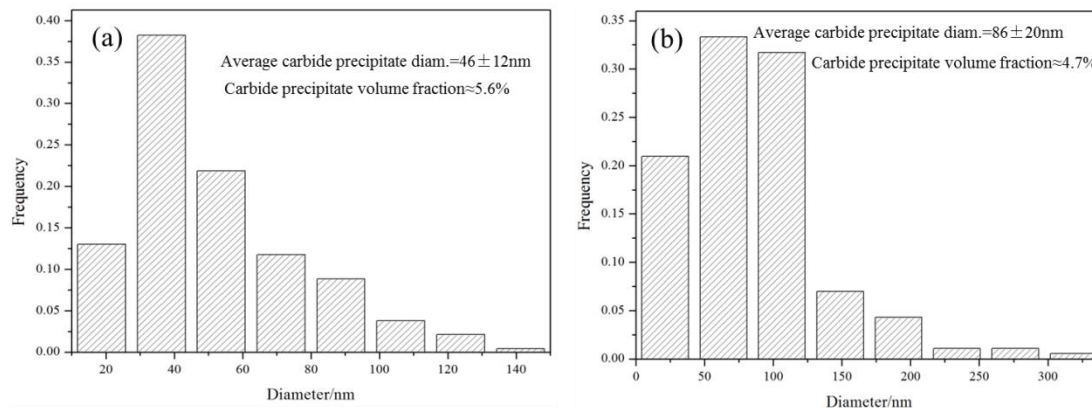 (a)
Average carbide precipitate diam.=46±12nm
Carbide precipitate volume fraction≈5.6%
Frequency
0.40
0.35
0.30
0.25
0.20
0.15
0.10
0.05
0.00
20 40 60 80 100 120 140
Diameter/nm
(b)
Average carbide precipitate diam.=86±20nm
Carbide precipitate volume fraction≈4.7%
Frequency
0.35
0.30
0.25
0.20
0.15
0.10
0.05
0.00
0 50 100 150 200 250 300
Diameter/nm